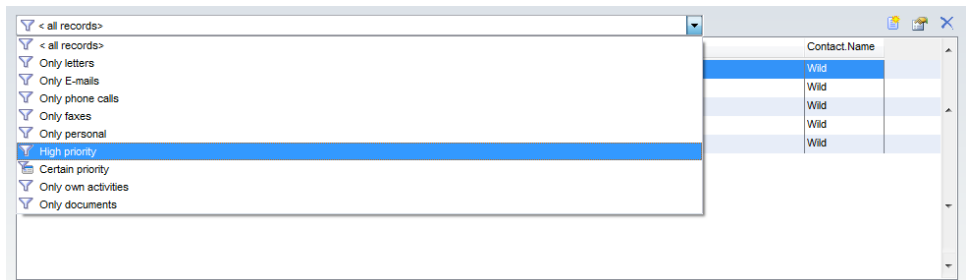 < all records>
< all records>
Contact.Name
Only letters
Wild
Only E-mails
Wild
Only phone calls
Wild
Only faxes
Wild
Only personal
Wild
High priority
Certain priority
Only own activities
Only documents